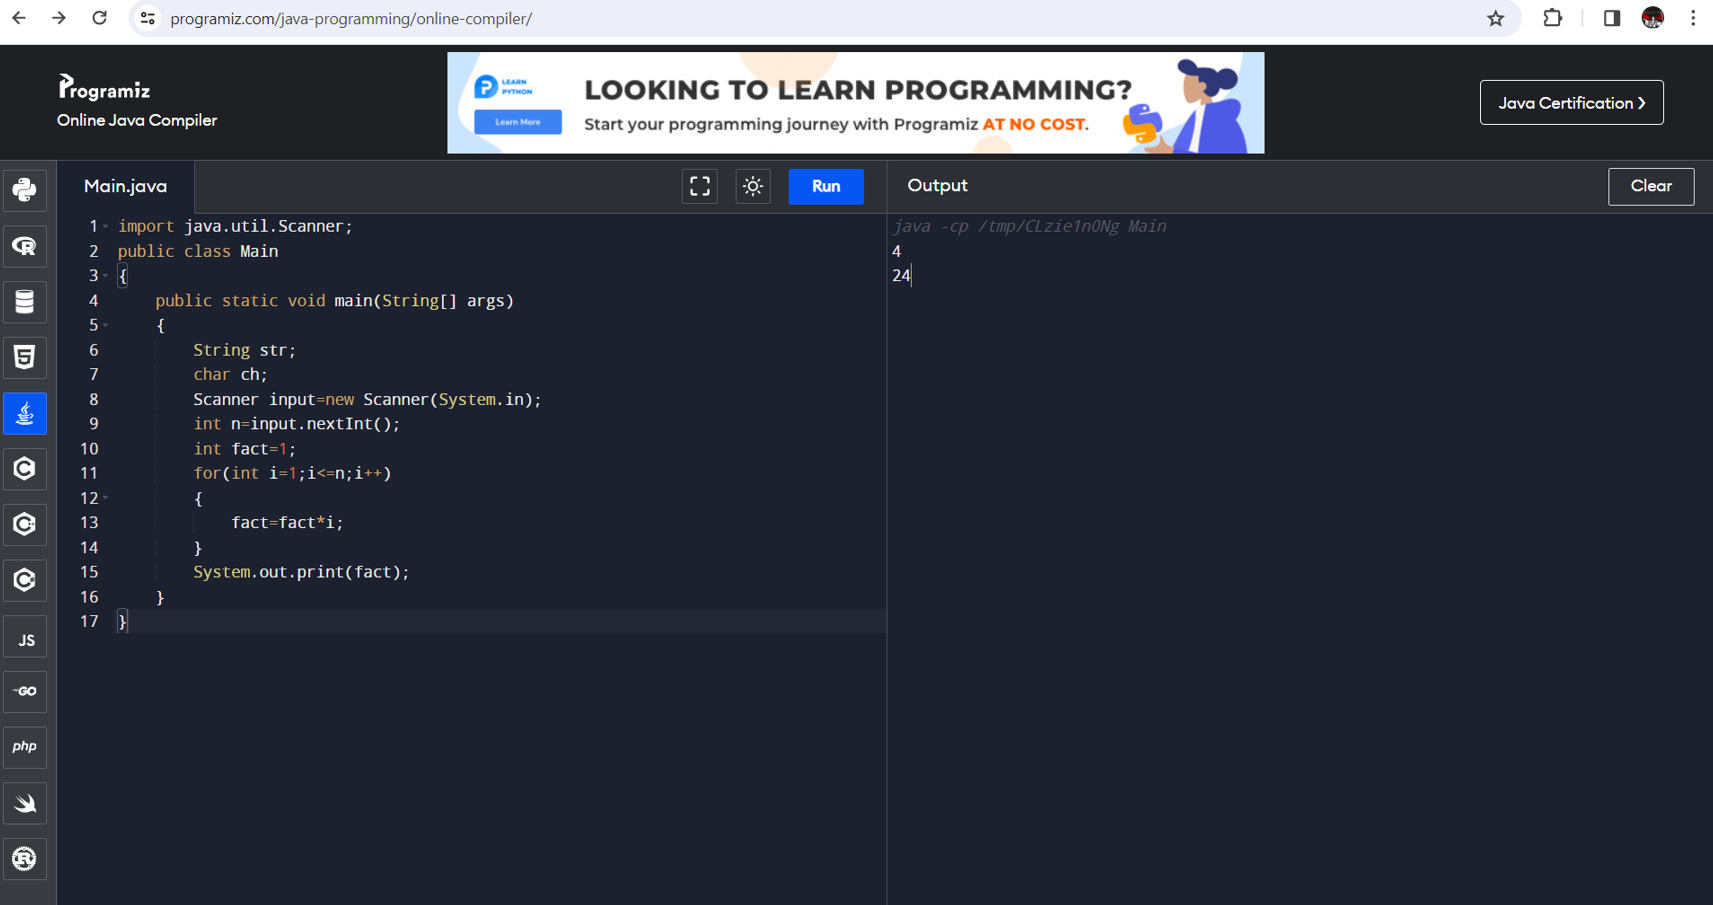 programiz.com/java-programming/online-compiler/
Programiz
Online Java Compiler
LEARN
PYTHON
Learn More
LOOKING TO LEARN PROGRAMMING?
Start your programming journey with Programiz AT NO COST.
Java Certification ❯
Main.java
Run
Output
Clear
1 import java.util.Scanner;
2 public class Main
3 {
4     public static void main(String[] args)
5     {
6         String str;
7         char ch;
8         Scanner input=new Scanner(System.in);
9         int n=input.nextInt();
10         int fact=1;
11         for(int i=1;i<=n;i++)
12         {
13             fact=fact*i;
14         }
15         System.out.print(fact);
16     }
17 }
java -cp /tmp/CLzie1nONg Main
4
24
R
5
C
C
C
JS
GO
php
R